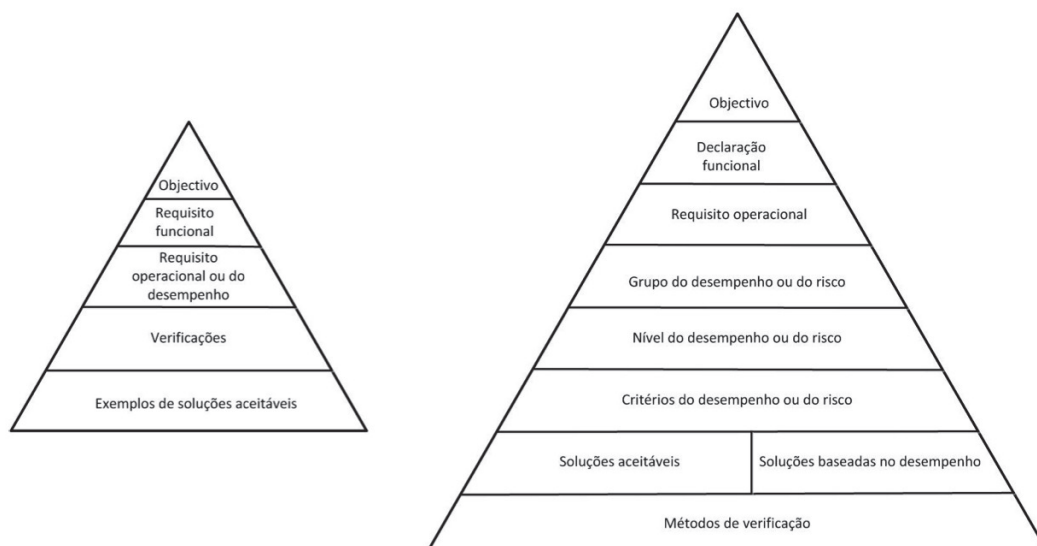 Objectivo
Requisito
funcional
Requisito
operacional ou do
desempenho
Verificações
Exemplos de soluções aceitáveis
Objectivo
Declaração
funcional
Requisito operacional
Grupo do desempenho ou do risco
Nível do desempenho ou do risco
Critérios do desempenho ou do risco
Soluções aceitáveis
Soluções baseadas no desempenho
Métodos de verificação